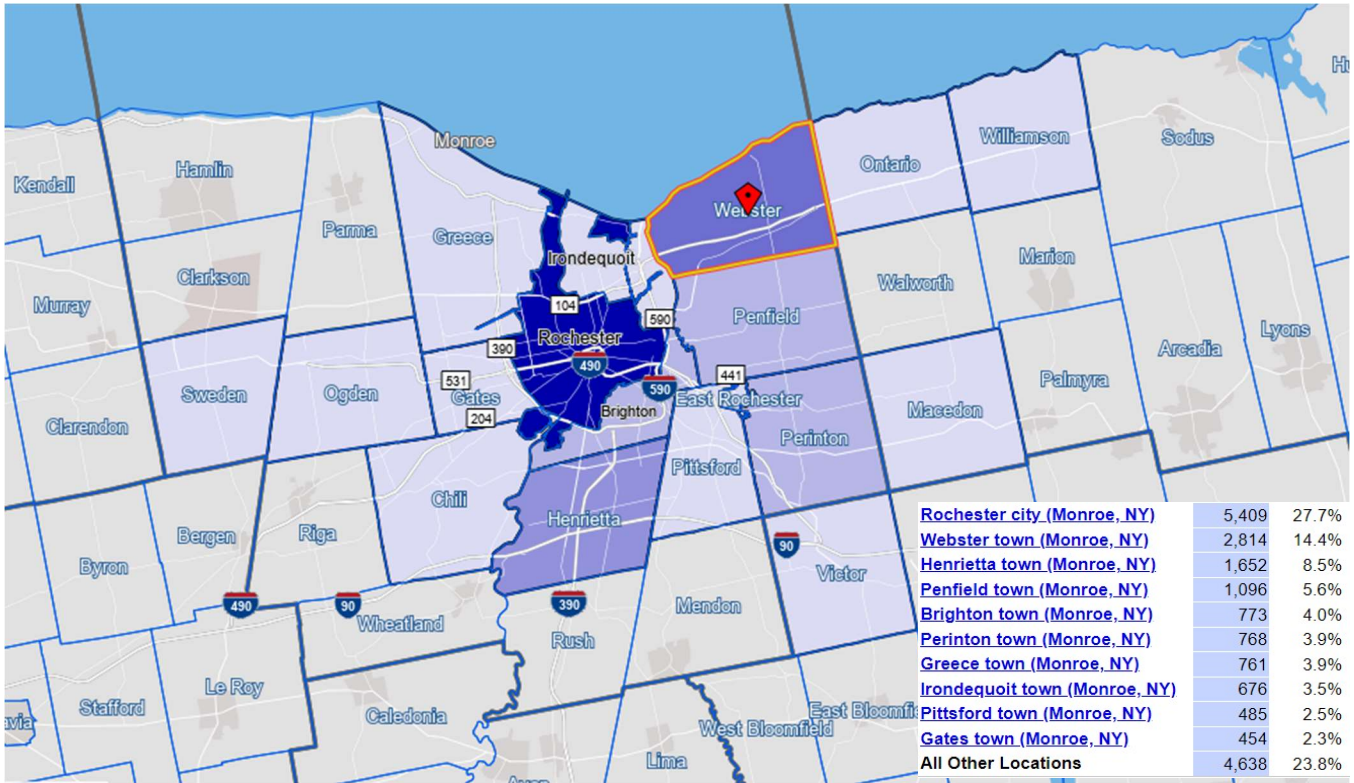 Monroe
Hu
Williamson
Sodus
Ontario
Hamlin
Kendall
Webster
Parma
Greece
Irondequoit
Marion
Clarkson
Walworth
Murray
104
590
Penfield
Rochester
Lyons
390
490
Arcadia
441
531
590
Palmyra
Sweden
Ogden
Gates
East Rochester
Macedon
204
Brighton
Clarendon
Perinton
Pittsford
Chili
Henrietta
Bergen
Riga
90
Byron
Victor
490
90
390
Mendon
Wheatland
Rush
Le Roy
Stafford
avia
Caledonia
West Bloomfield
East Bloomfie
Lima
Avon
Rochester city (Monroe, NY) 5,409 27.7%
Webster town (Monroe, NY) 2,814 14.4%
Henrietta town (Monroe, NY) 1,652 8.5%
Penfield town (Monroe, NY) 1,096 5.6%
Brighton town (Monroe, NY) 773 4.0%
Perinton town (Monroe, NY) 768 3.9%
Greece town (Monroe, NY) 761 3.9%
Irondequoit town (Monroe, NY) 676 3.5%
Pittsford town (Monroe, NY) 485 2.5%
Gates town (Monroe, NY) 454 2.3%
All Other Locations 4,638 23.8%